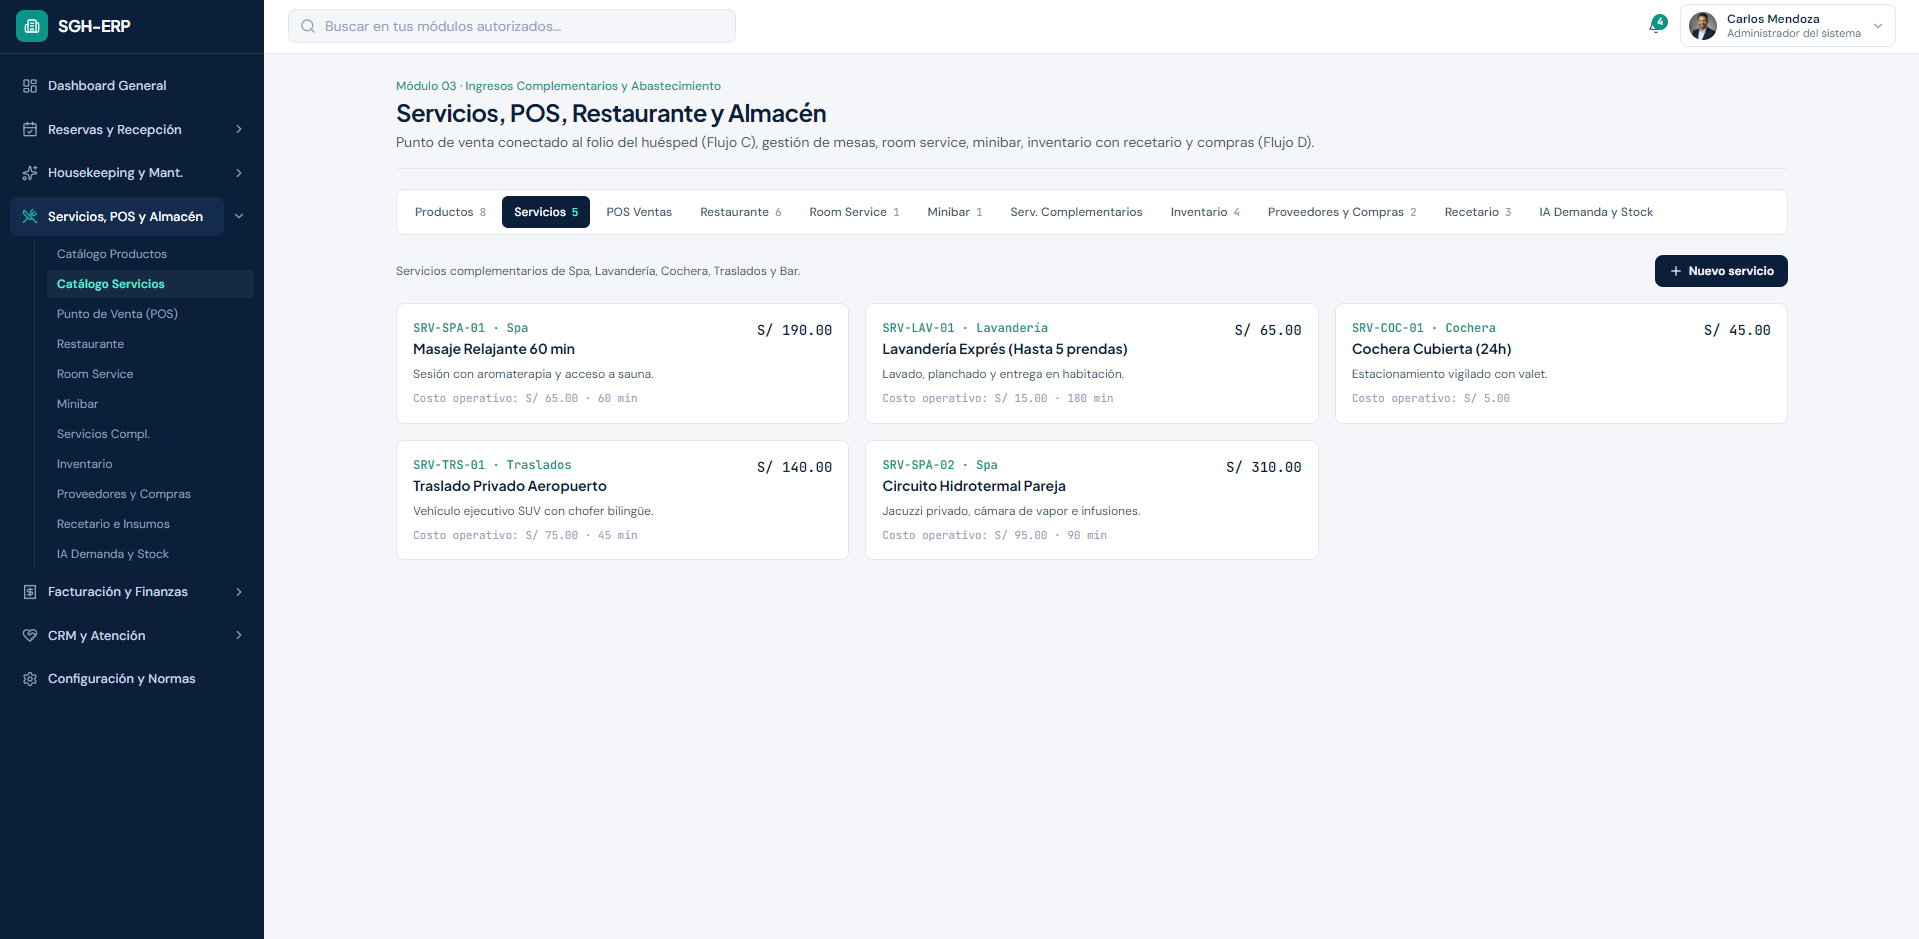 SGH-ERP
Buscar en tus módulos autorizados...
4
Carlos Mendoza
Administrador del sistema
Dashboard General
Reservas y Recepción
Housekeeping y Mant.
Servicios, POS y Almacén
Catálogo Productos
Catálogo Servicios
Punto de Venta (POS)
Restaurante
Room Service
Minibar
Servicios Compl.
Inventario
Proveedores y Compras
Recetario e Insumos
IA Demanda y Stock
Facturación y Finanzas
CRM y Atención
Configuración y Normas
Módulo 03 · Ingresos Complementarios y Abastecimiento
Servicios, POS, Restaurante y Almacén
Punto de venta conectado al folio del huésped (Flujo C), gestión de mesas, room service, minibar, inventario con recetario y compras (Flujo D).
Productos 8 Servicios 5 POS Ventas Restaurante 6 Room Service 1 Minibar 1 Serv. Complementarios Inventario 4 Proveedores y Compras 2 Recetario 3 IA Demanda y Stock
Servicios complementarios de Spa, Lavandería, Cochera, Traslados y Bar.
+ Nuevo servicio
SRV-SPA-01 · Spa
S/ 190.00
Masaje Relajante 60 min
Sesión con aromaterapia y acceso a sauna.
Costo operativo: S/ 65.00 · 60 min
SRV-LAV-01 · Lavandería
S/ 65.00
Lavandería Exprés (Hasta 5 prendas)
Lavado, planchado y entrega en habitación.
Costo operativo: S/ 15.00 · 180 min
SRV-COC-01 · Cochera
S/ 45.00
Cochera Cubierta (24h)
Estacionamiento vigilado con valet.
Costo operativo: S/ 5.00
SRV-TRS-01 · Traslados
S/ 140.00
Traslado Privado Aeropuerto
Vehículo ejecutivo SUV con chofer bilingüe.
Costo operativo: S/ 75.00 · 45 min
SRV-SPA-02 · Spa
S/ 310.00
Circuito Hidrotermal Pareja
Jacuzzi privado, cámara de vapor e infusiones.
Costo operativo: S/ 95.00 · 90 min